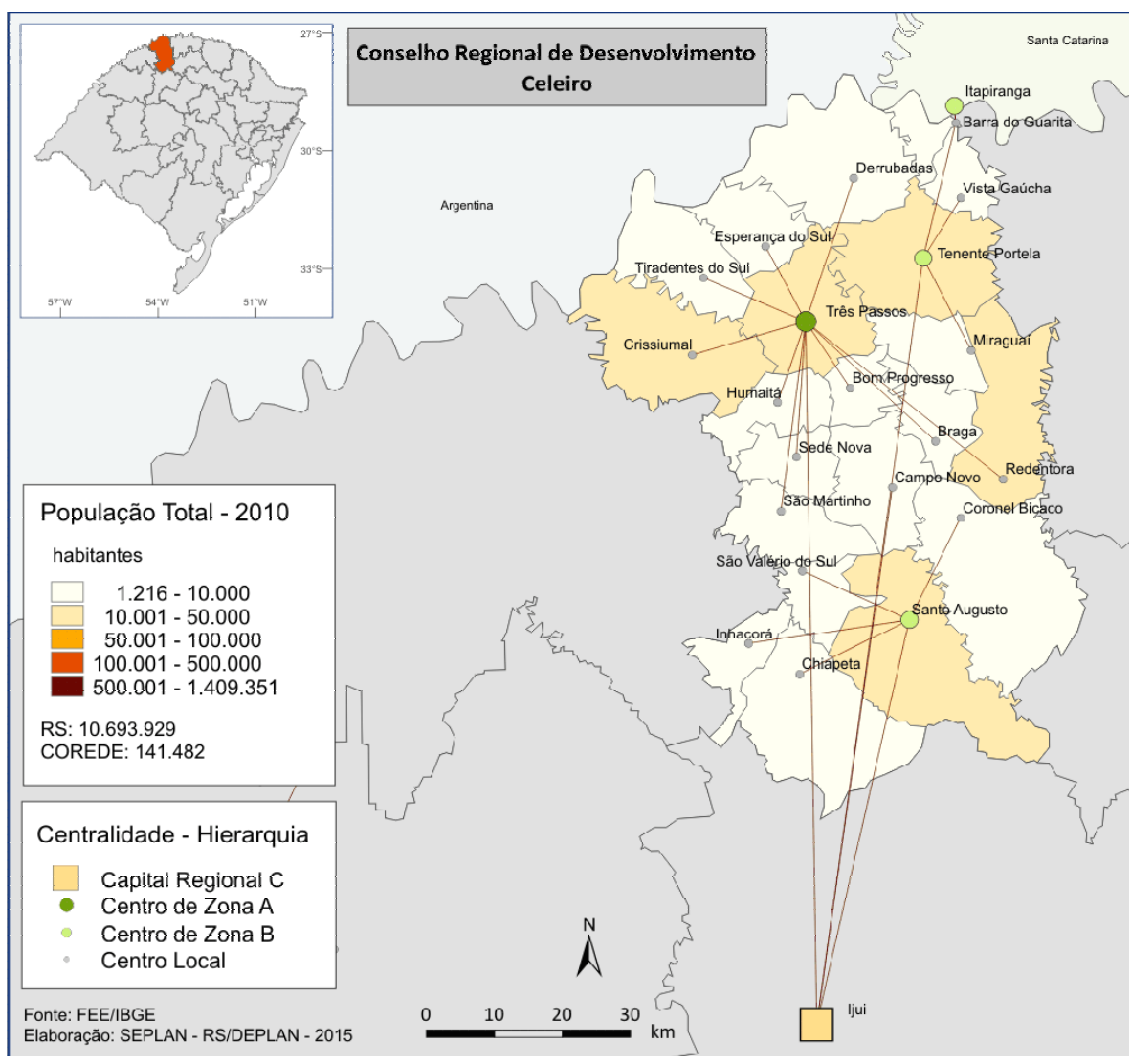 Conselho Regional de Desenvolvimento
Celeiro
27°S
30°S
33°S
57°W
54°W
51°W
Santa Catarina
Argentina
Itapiranga
Barra do Guarita
Derrubadas
Vista Gaúcha
Esperança do Sul
Tenente Portela
Tiradentes do Sul
Três Passos
Crissiumal
Miraguaí
Bom Progresso
Humaitá
Braga
Sede Nova
Redentora
Campo Novo
São Martinho
Coronel Bicaco
São Valério do Sul
Santo Augusto
Inhacorá
Chiapeta
Ijuí
População Total - 2010
habitantes
1.216 - 10.000
10.001 - 50.000
50.001 - 100.000
100.001 - 500.000
500.001 - 1.409.351
RS: 10.693.929
COREDE: 141.482
Centralidade - Hierarquia
Capital Regional C
Centro de Zona A
Centro de Zona B
Centro Local
N
0 10 20 30
km
Fonte: FEE/IBGE
Elaboração: SEPLAN - RS/DEPLAN - 2015